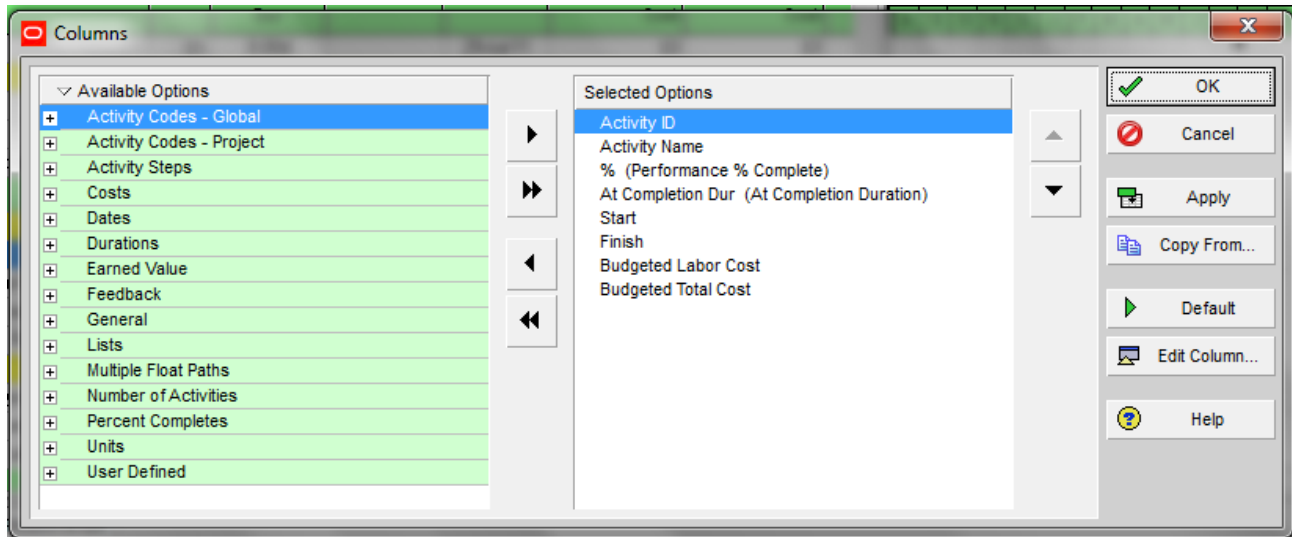 Columns
Available Options
Activity Codes - Global
Activity Codes - Project
Activity Steps
Costs
Dates
Durations
Earned Value
Feedback
General
Lists
Multiple Float Paths
Number of Activities
Percent Completes
Units
User Defined
Selected Options
Activity ID
Activity Name
% (Performance % Complete)
At Completion Dur (At Completion Duration)
Start
Finish
Budgeted Labor Cost
Budgeted Total Cost
OK
Cancel
Apply
Copy From...
Default
Edit Column...
Help